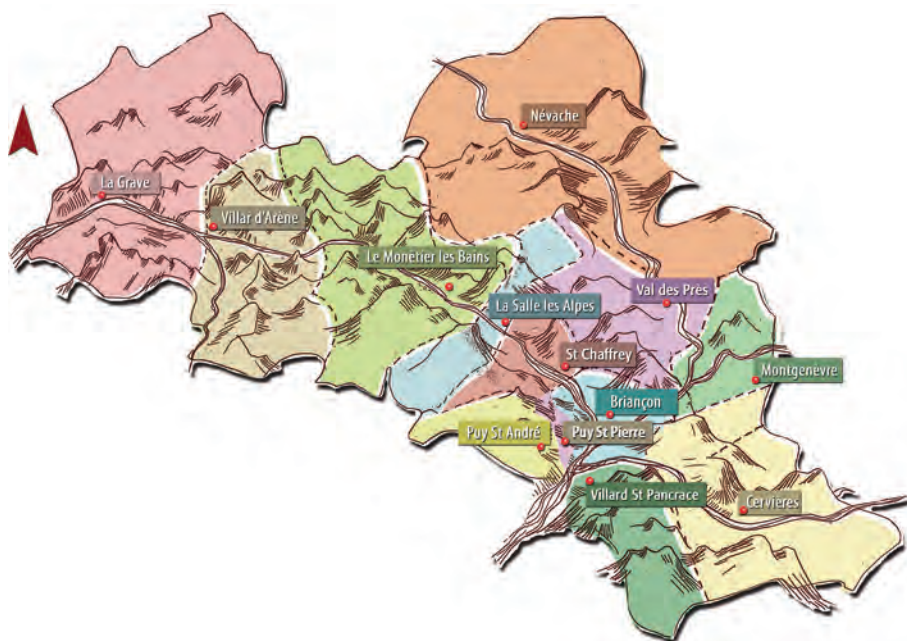 Névache
La Grave
Villar d'Arène
Le Monêtier les Bains
Val des Près
La Salle les Alpes
St Chaffrey
Montgenèvre
Briançon
Puy St André
Puy St Pierre
Villard St Pancrace
Cervières